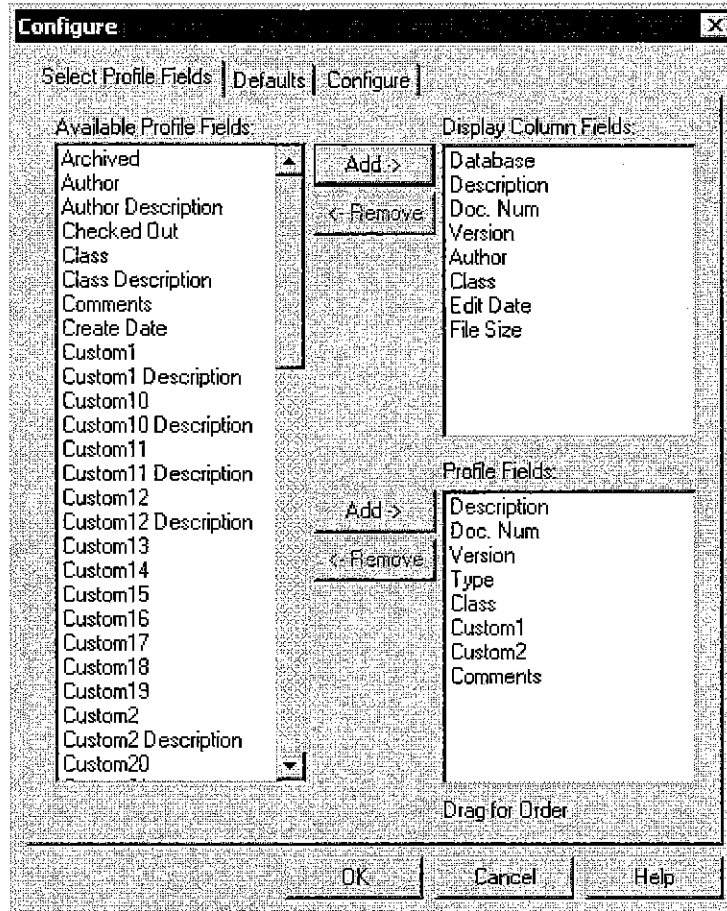 Configure
Select Profile Fields
Defaults
Configure
Available Profile Fields:
Archived
Author
Author Description
Checked Out
Class
Class Description
Comments
Create Date
Custom1
Custom1 Description
Custom10
Custom10 Description
Custom11
Custom11 Description
Custom12
Custom12 Description
Custom13
Custom14
Custom15
Custom16
Custom17
Custom18
Custom19
Custom2
Custom2 Description
Custom20
Add ->
<- Remove
Display Column Fields:
Database
Description
Doc. Num
Version
Author
Class
Edit Date
File Size
Add ->
<- Remove
Profile Fields:
Description
Doc. Num
Version
Type
Class
Custom1
Custom2
Comments
Drag for Order
OK
Cancel
Help